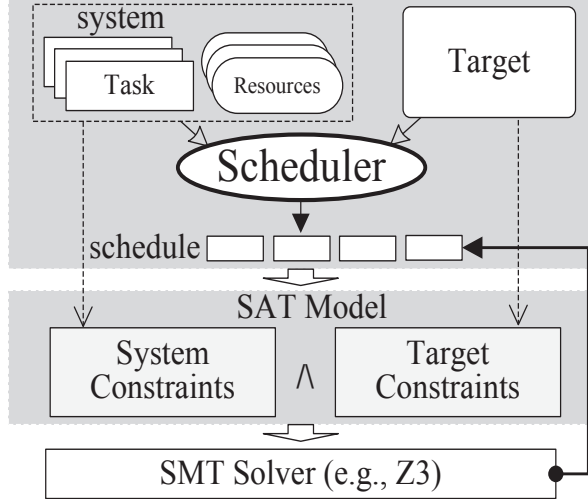 system
Task
Resources
Target
Scheduler
schedule
SAT Model
System
Constraints
/\
Target
Constraints
SMT Solver (e.g., Z3)